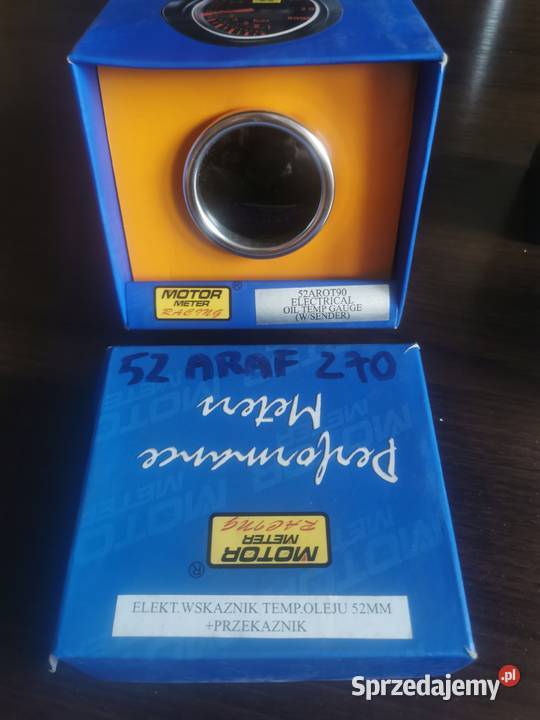 MOTOR
METER
RACING
®
52AROT90
ELECTRICAL
OIL TEMP GAUGE
(W/SENDER)
52 ARAF 270
Performance
Meters
MOTOR
METER
RACING
®
ELEKT.WSKAZNIK TEMP.OLEJU 52MM
+PRZEKAZNIK
Sprzedajemy.pl